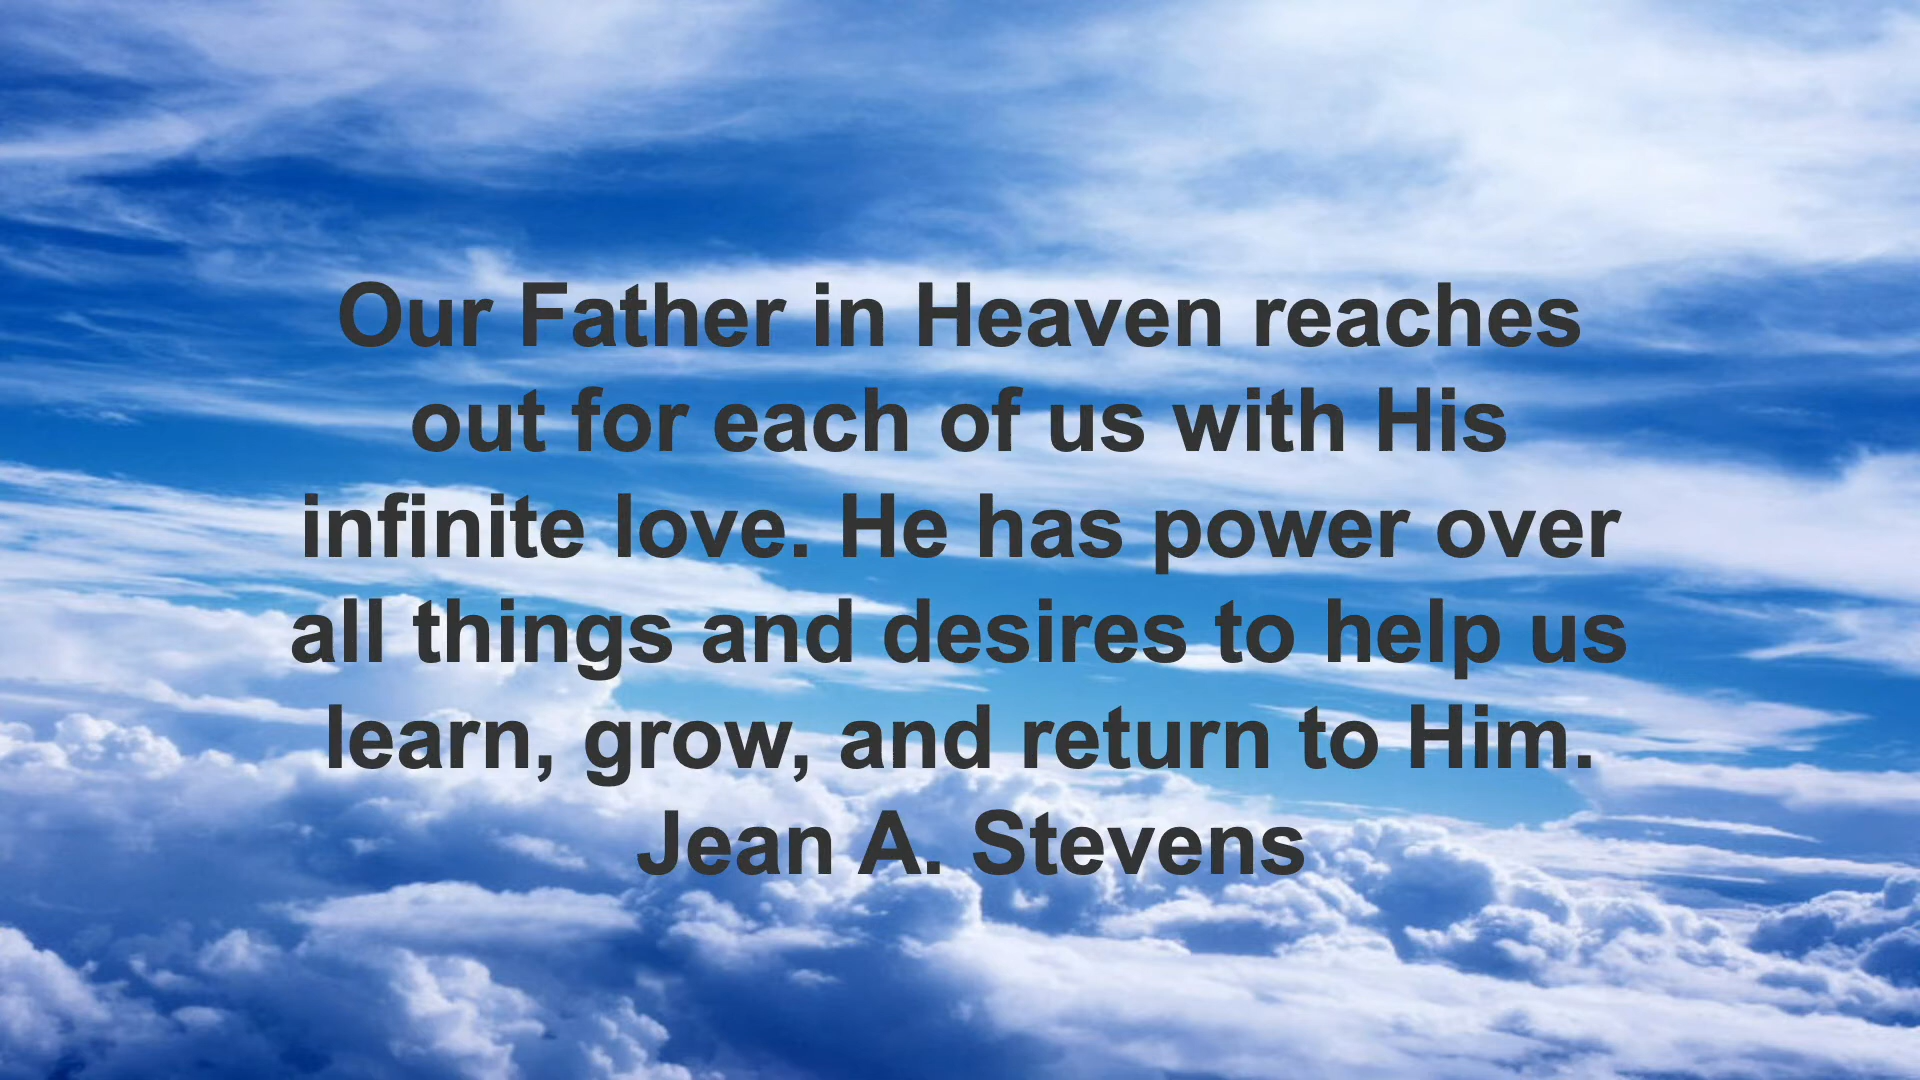 Our Father in Heaven reaches
out for each of us with His
infinite love. He has power over
all things and desires to help us
learn, grow, and return to Him.
Jean A. Stevens